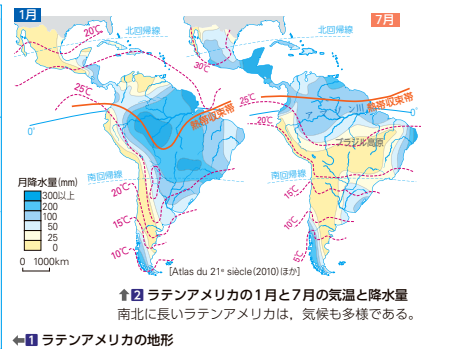 1月
7月
20℃
北回帰線
北回帰線
30℃
25℃
熱帯収束帯
25℃
熱帯収束帯
20℃
0°
0°
ブラジル高原
南回帰線
南回帰線
月降水量(mm)
300以上
200
100
50
25
0
20℃
15℃
10℃
15℃
10℃
5℃
0 1000km
[Atlas du 21ᵉ siècle(2010)ほか]
⬆2 ラテンアメリカの1月と7月の気温と降水量
南北に長いラテンアメリカは，気候も多様である。
⬅1 ラテンアメリカの地形